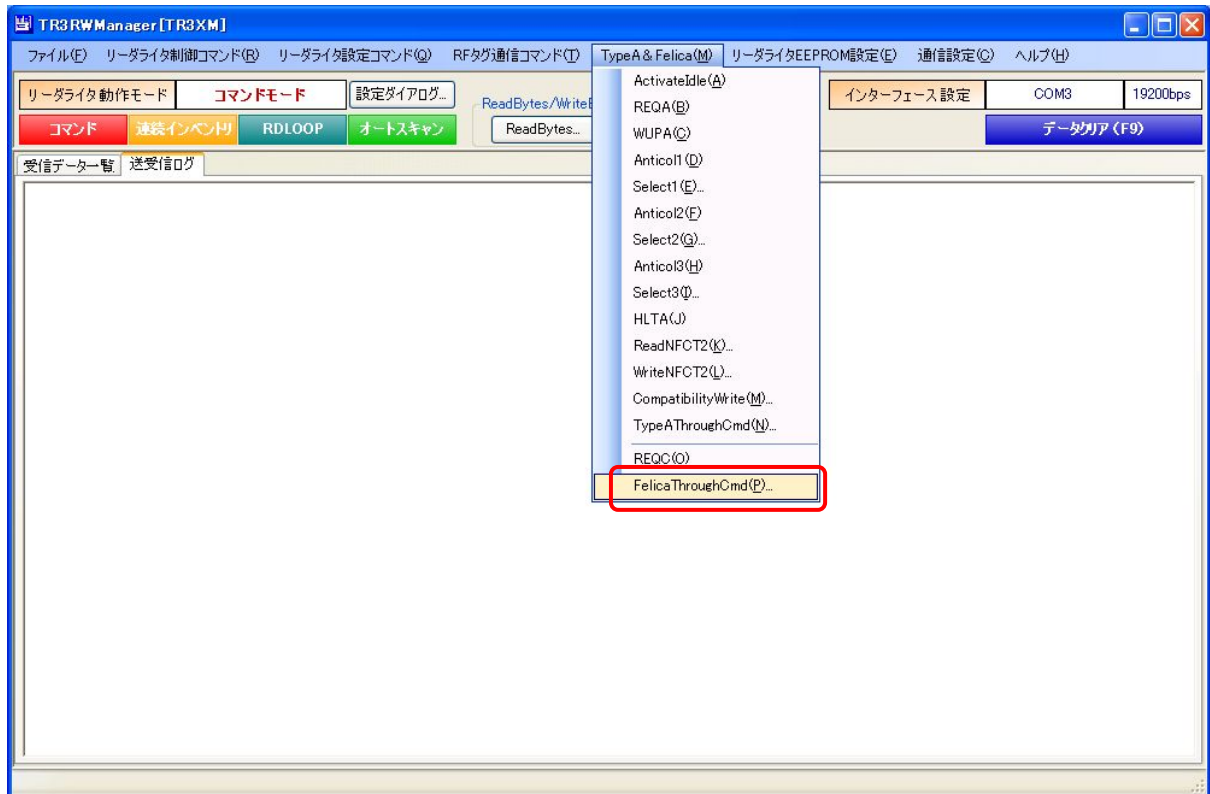 TR3RWManager[TR3XM]
ファイル(F) リーダライタ制御コマンド(R) リーダライタ設定コマンド(Q) RFタグ通信コマンド(T) TypeA & Felica(M) リーダライタEEPROM設定(E) 通信設定(C) ヘルプ(H)
リーダライタ動作モード コマンドモード 設定ダイアログ... ReadBytes/Write インターフェース設定 COM3 19200bps
コマンド 連続インベントリ RDLOOP オートスキャン ReadBytes... データクリア (F9)
受信データ一覧 送受信ログ
ActivateIdle(A)
REQA(B)
WUPA(C)
Anticol1(D)
Select1(E)...
Anticol2(F)
Select2(G)...
Anticol3(H)
Select3(I)...
HLTA(J)
ReadNFCT2(K)...
WriteNFCT2(L)...
CompatibilityWrite(M)...
TypeAThroughCmd(N)...
REQC(O)
FelicaThroughCmd(P)...